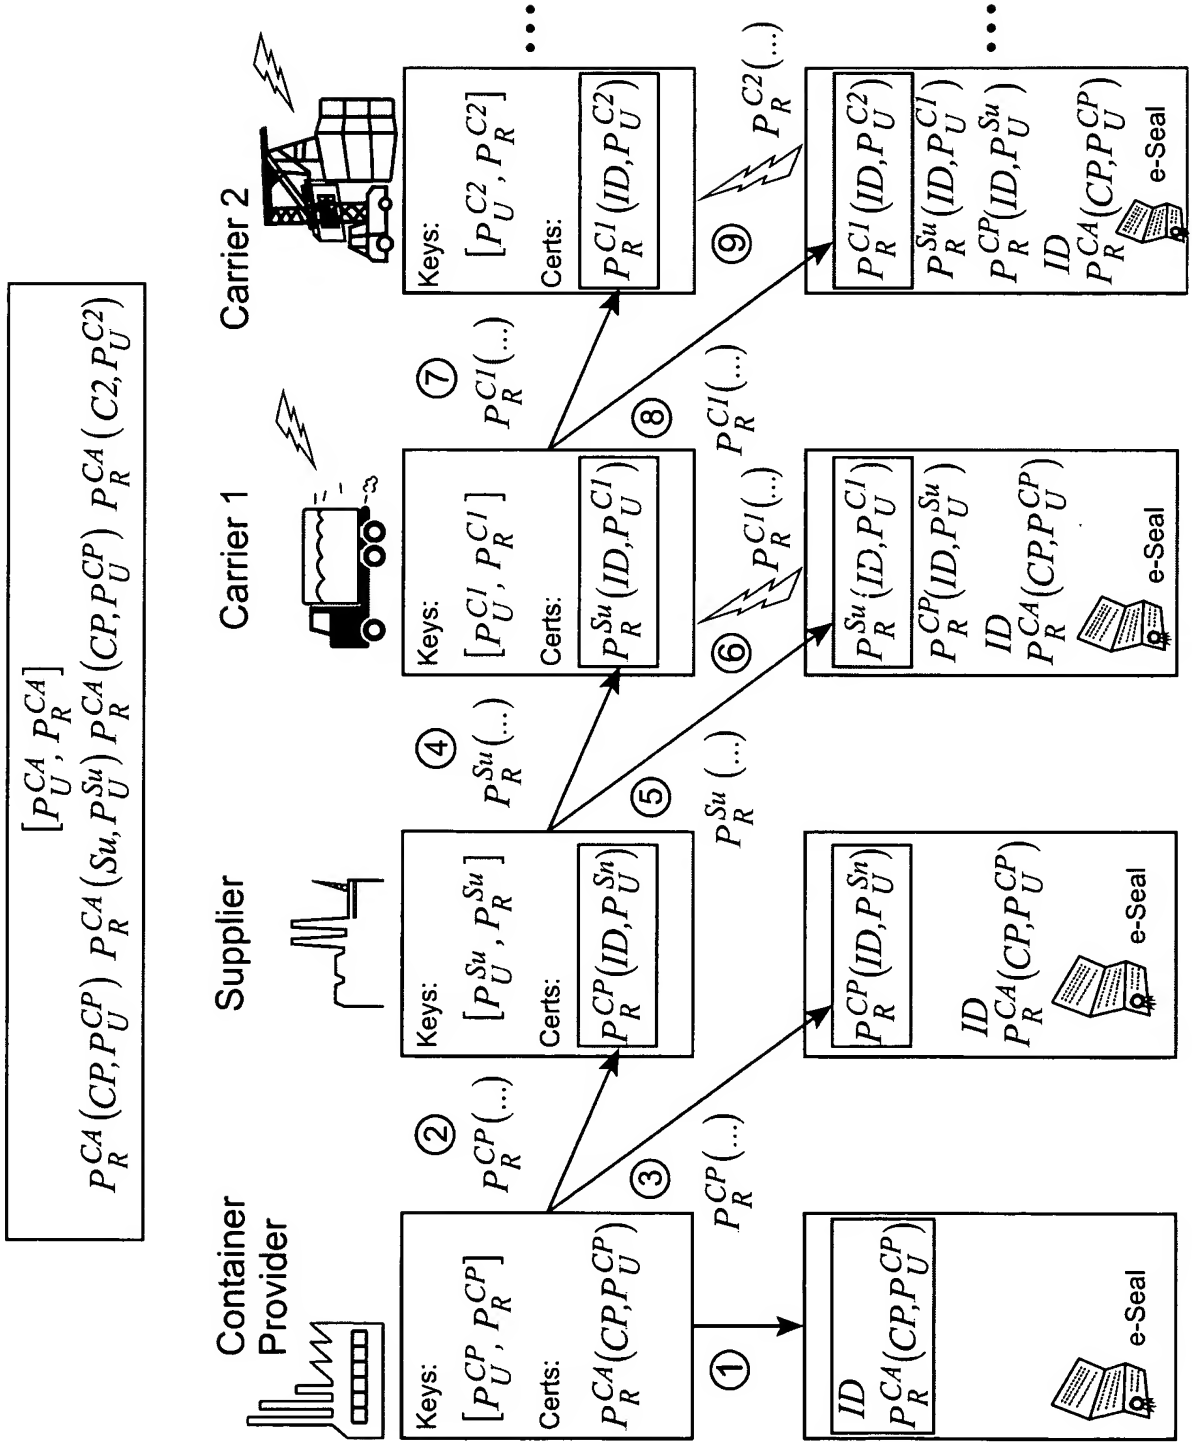 [P_U^CA, P_R^CA]
P_R^CA(CP,P_U^CP) P_R^CA(Su,P_U^Su) P_R^CA(CP,P_U^CP) P_R^CA(C2,P_U^C2)
Container
Provider
Keys:
[P_U^CP, P_R^CP]
Certs:
P_R^CA(CP,P_U^CP)
①
ID
P_R^CA(CP,P_U^CP)
e-Seal
②
P_R^CP(...)
③
P_R^CP(...)
Supplier
Keys:
[P_U^Su, P_R^Su]
Certs:
P_R^CP(ID,P_U^Sn)
P_R^CP(ID,P_U^Sn)
ID
P_R^CA(CP,P_U^CP)
e-Seal
④
P_R^Su(...)
⑤
P_R^Su(...)
Carrier 1
Keys:
[P_U^C1, P_R^C1]
Certs:
P_R^Su(ID,P_U^C1)
⑥
P_R^C1(...)
P_R^Su(ID,P_U^C1)
P_R^CP(ID,P_U^Su)
ID
P_R^CA(CP,P_U^CP)
e-Seal
⑦
P_R^C1(...)
⑧
P_R^C1(...)
Carrier 2
Keys:
[P_U^C2, P_R^C2]
Certs:
P_R^C1(ID,P_U^C2)
⑨
P_R^C2(...)
P_R^C1(ID,P_U^C2)
P_R^Su(ID,P_U^C1)
P_R^CP(ID,P_U^Su)
ID
P_R^CA(CP,P_U^CP)
e-Seal
...
...